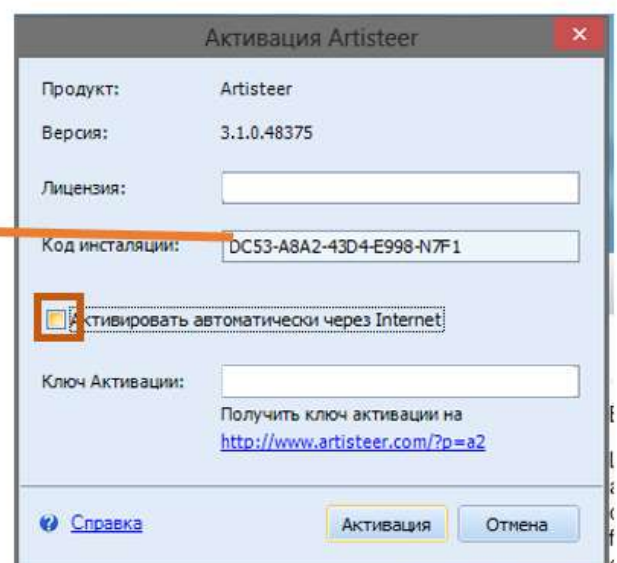 Активация Artisteer
Продукт: Artisteer
Версия: 3.1.0.48375
Лицензия:
Код инсталяции: DC53-A8A2-43D4-E998-N7F1
Активировать автоматически через Internet
Ключ Активации:
Получить ключ активации на
http://www.artisteer.com/?p=a2
Справка Активация Отмена